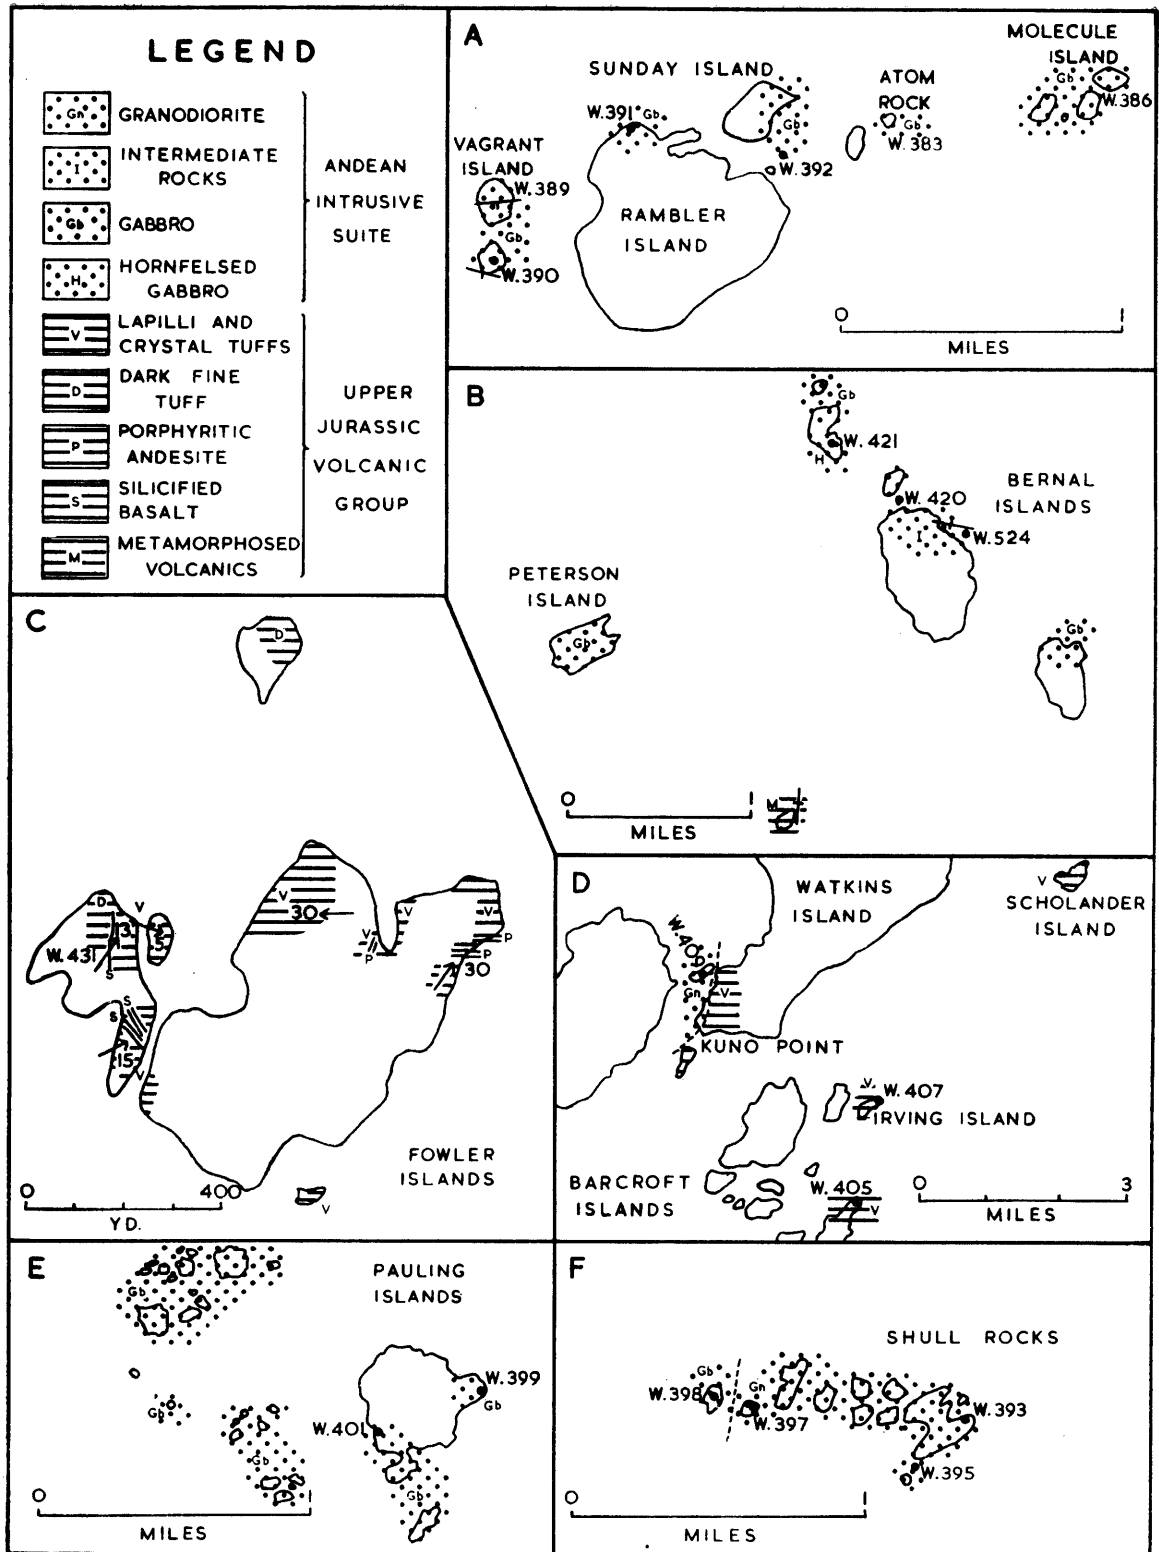 LEGEND
Gn GRANODIORITE
I INTERMEDIATE
ROCKS
Gb GABBRO
H HORNFELSED
GABBRO
ANDEAN
INTRUSIVE
SUITE
V LAPILLI AND
CRYSTAL TUFFS
D DARK FINE
TUFF
P PORPHYRITIC
ANDESITE
S SILICIFIED
BASALT
M METAMORPHOSED
VOLCANICS
UPPER
JURASSIC
VOLCANIC
GROUP
A
MOLECULE
ISLAND
Gb
W.386
SUNDAY ISLAND
Gb
ATOM
ROCK
Gb
W.383
W.391 Gb
W.392
VAGRANT
ISLAND
W.389
Gb
W.390
RAMBLER
ISLAND
0 1
MILES
B
Gb
W.421
H
W.420
BERNAL
ISLANDS
I
W.524
PETERSON
ISLAND
Gb
Gb
0 1
MILES
M
C
D
D
V
W.431
S
S
S
15
V
V
30
V
P
V
V
P
P
30
FOWLER
ISLANDS
V
0 400
YD.
D
WATKINS
ISLAND
V
SCHOLANDER
ISLAND
Gn
V
KUNO POINT
V
W.407
IRVING ISLAND
BARCROFT
ISLANDS
W.405
V
0 3
MILES
E
PAULING
ISLANDS
Gb
Gb
Gb
W.399
Gb
W.401
Gb
0 1
MILES
F
SHULL ROCKS
Gb
W.398
Gn
W.397
W.393
W.395
0 1
MILES